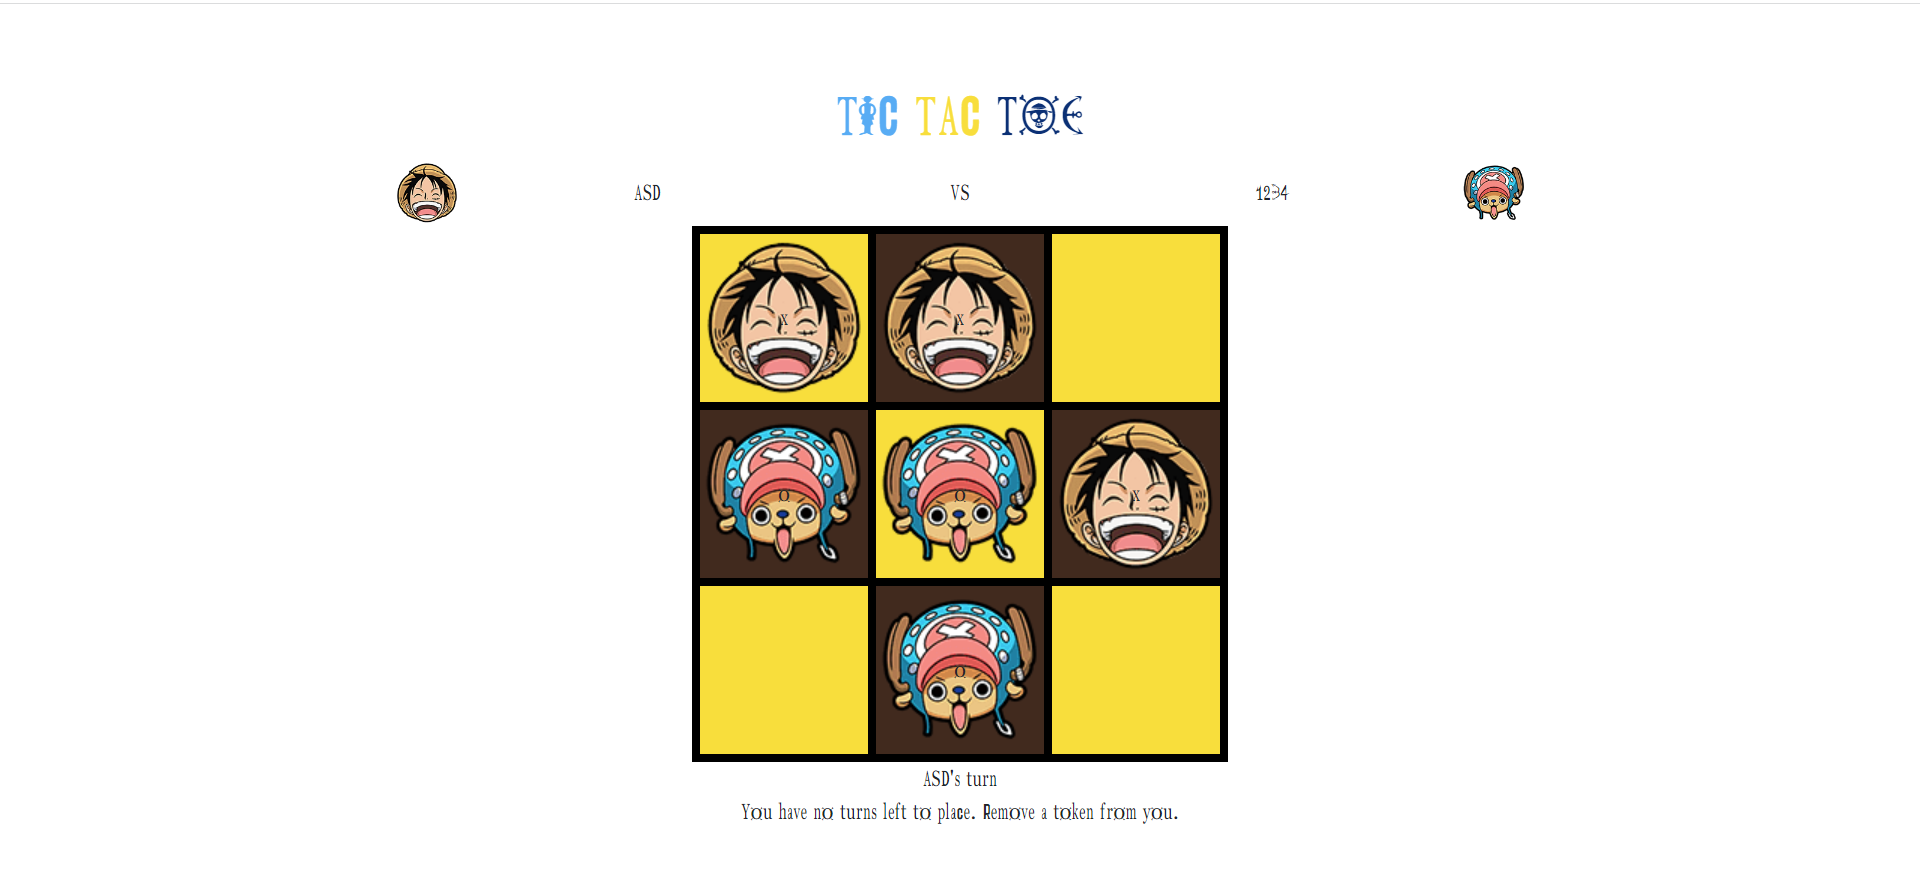 TIC TAC TOE
ASD VS 1234
X X
O O X
O
ASD's turn
You have no turns left to place. Remove a token from you.